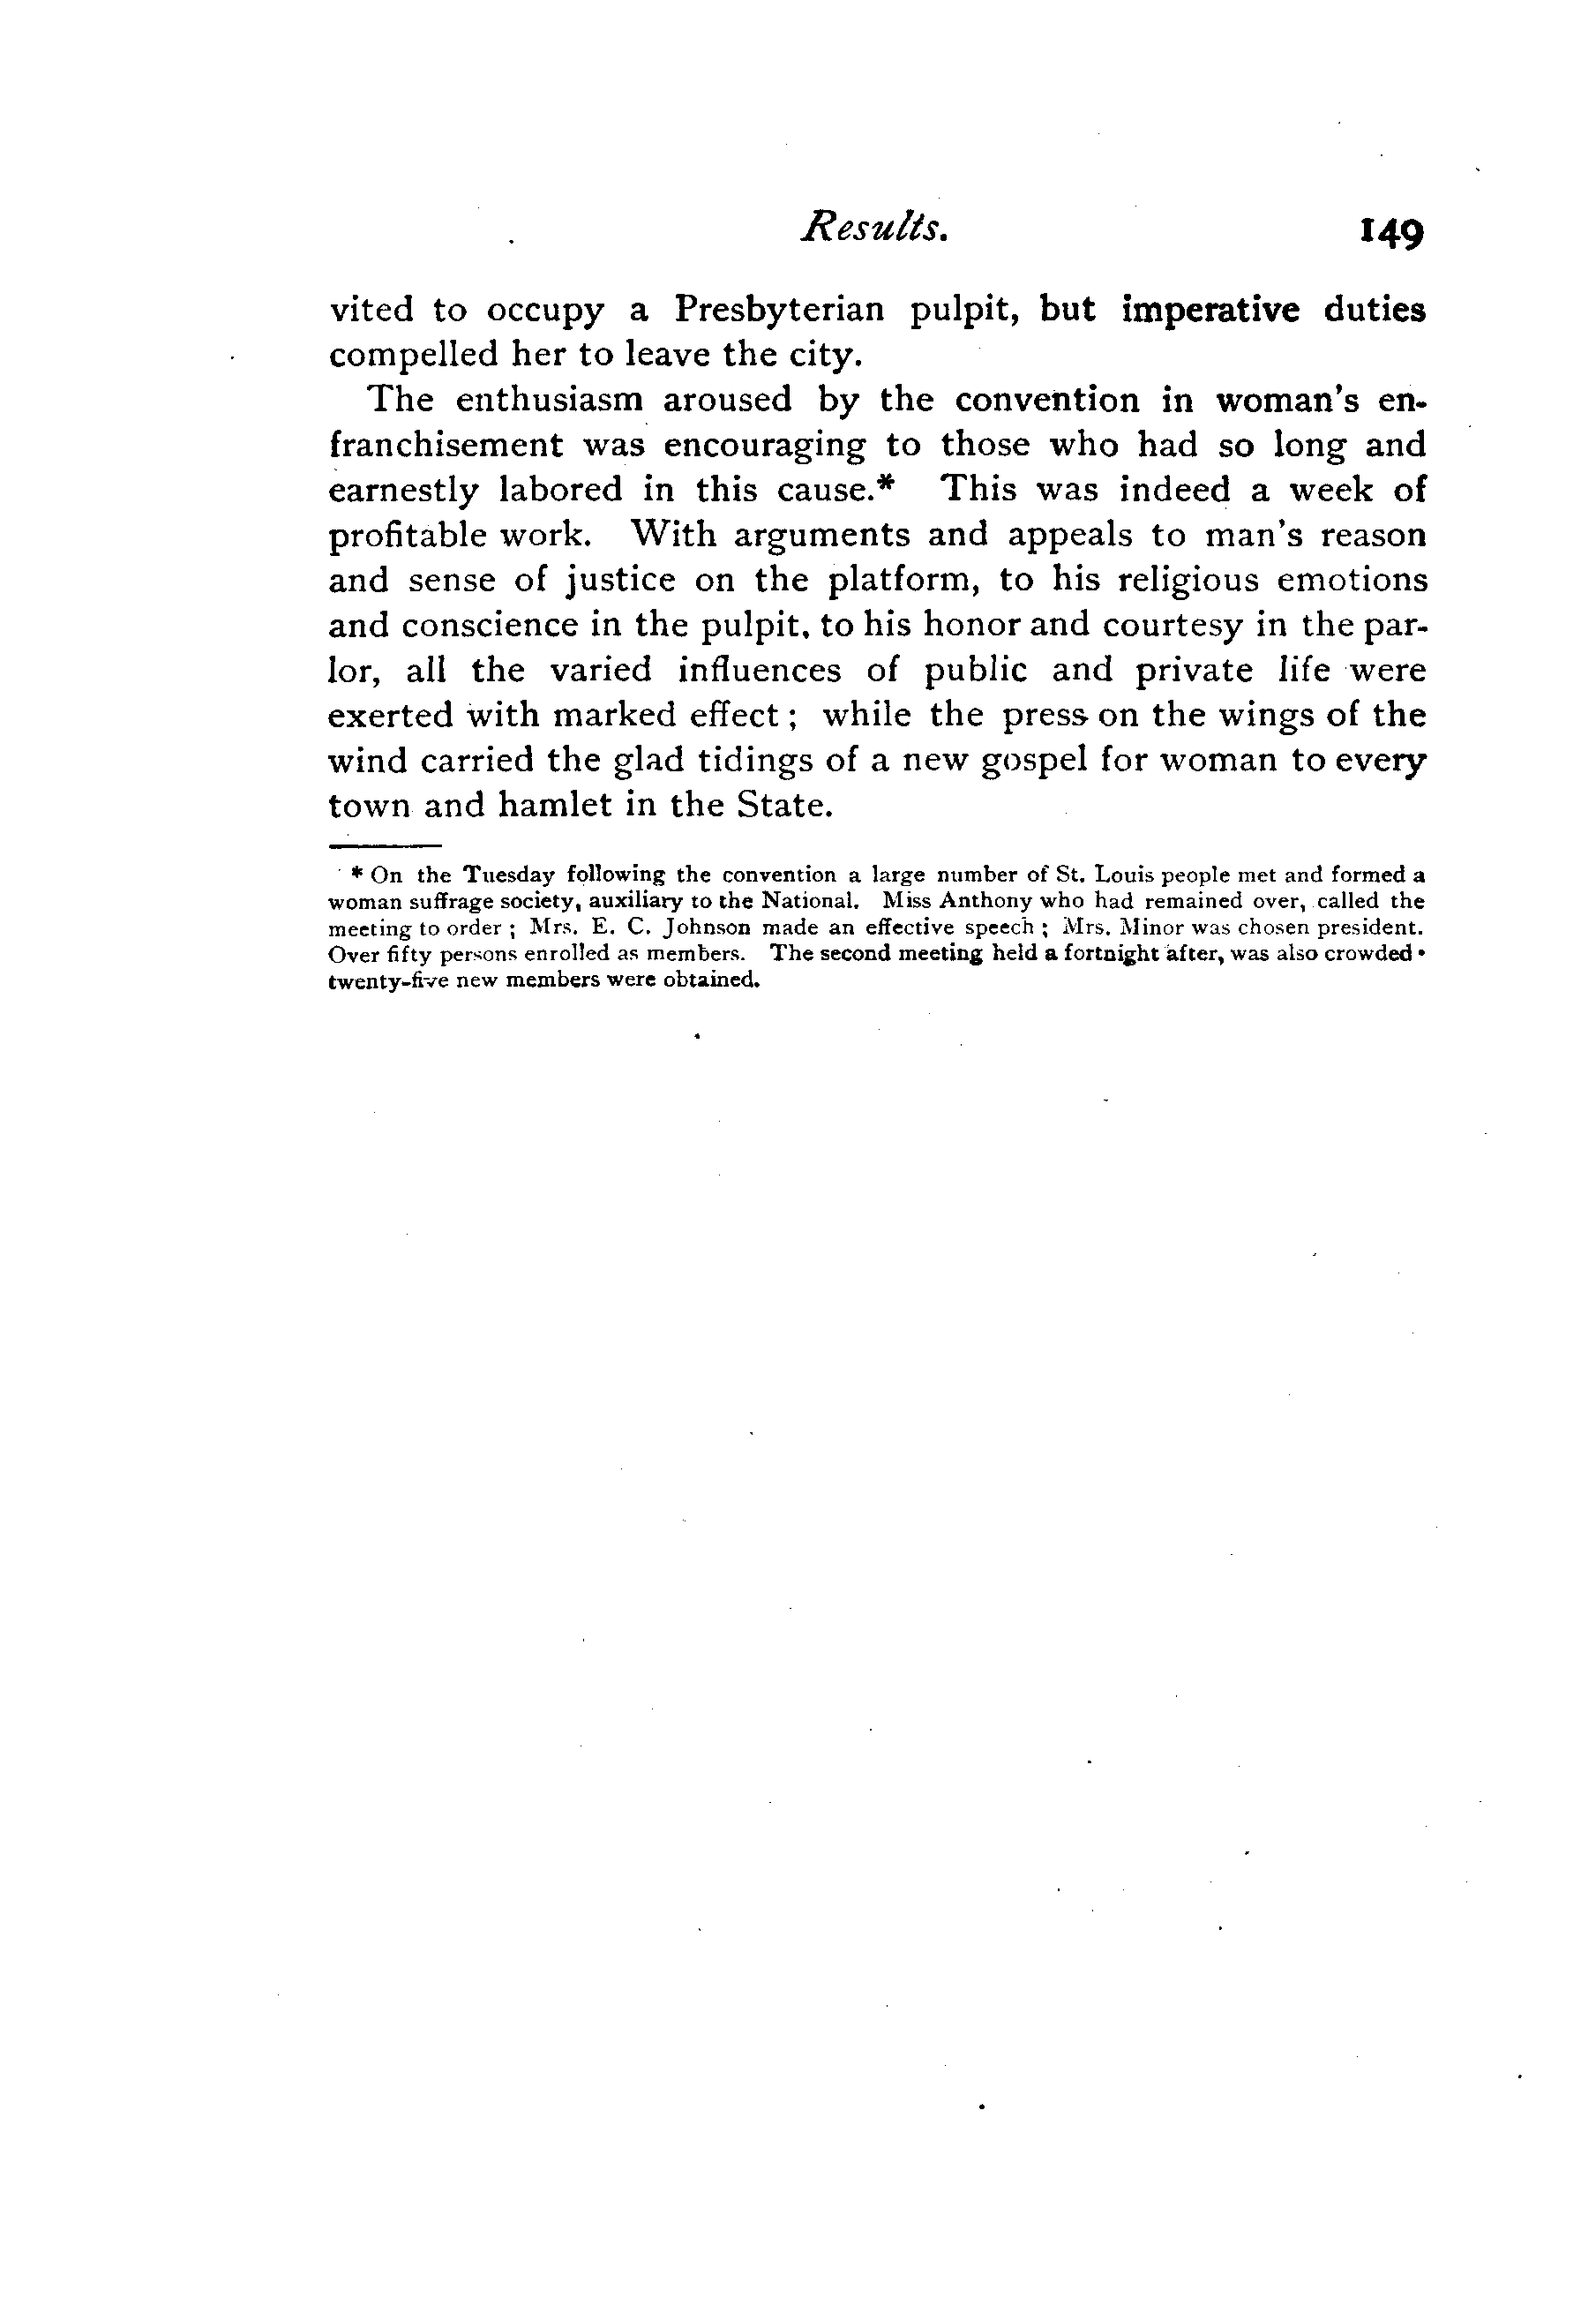 Results. 149
vited to occupy a Presbyterian pulpit, but imperative duties
compelled her to leave the city.
The enthusiasm aroused by the convention in woman's en-
franchisement was encouraging to those who had so long and
earnestly labored in this cause.* This was indeed a week of
profitable work. With arguments and appeals to man's reason
and sense of justice on the platform, to his religious emotions
and conscience in the pulpit, to his honor and courtesy in the par-
lor, all the varied influences of public and private life were
exerted with marked effect ; while the press on the wings of the
wind carried the glad tidings of a new gospel for woman to every
town and hamlet in the State.
* On the Tuesday following the convention a large number of St. Louis people met and formed a
woman suffrage society, auxiliary to the National. Miss Anthony who had remained over, called the
meeting to order ; Mrs. E. C. Johnson made an effective speech ; Mrs. Minor was chosen president.
Over fifty persons enrolled as members. The second meeting held a fortnight after, was also crowded •
twenty-five new members were obtained.